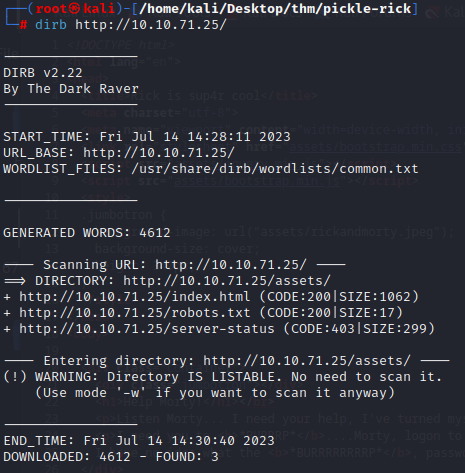 ┌──(root㉿kali)-[/home/kali/Desktop/thm/pickle-rick]
└─# dirb http://10.10.71.25/
-----------------
DIRB v2.22
By The Dark Raver
-----------------
START_TIME: Fri Jul 14 14:28:11 2023
URL_BASE: http://10.10.71.25/
WORDLIST_FILES: /usr/share/dirb/wordlists/common.txt
-----------------
GENERATED WORDS: 4612
---- Scanning URL: http://10.10.71.25/ ----
==> DIRECTORY: http://10.10.71.25/assets/
+ http://10.10.71.25/index.html (CODE:200|SIZE:1062)
+ http://10.10.71.25/robots.txt (CODE:200|SIZE:17)
+ http://10.10.71.25/server-status (CODE:403|SIZE:299)
---- Entering directory: http://10.10.71.25/assets/ ----
(!) WARNING: Directory IS LISTABLE. No need to scan it.
(Use mode '-w' if you want to scan it anyway)
-----------------
END_TIME: Fri Jul 14 14:30:40 2023
DOWNLOADED: 4612 - FOUND: 3